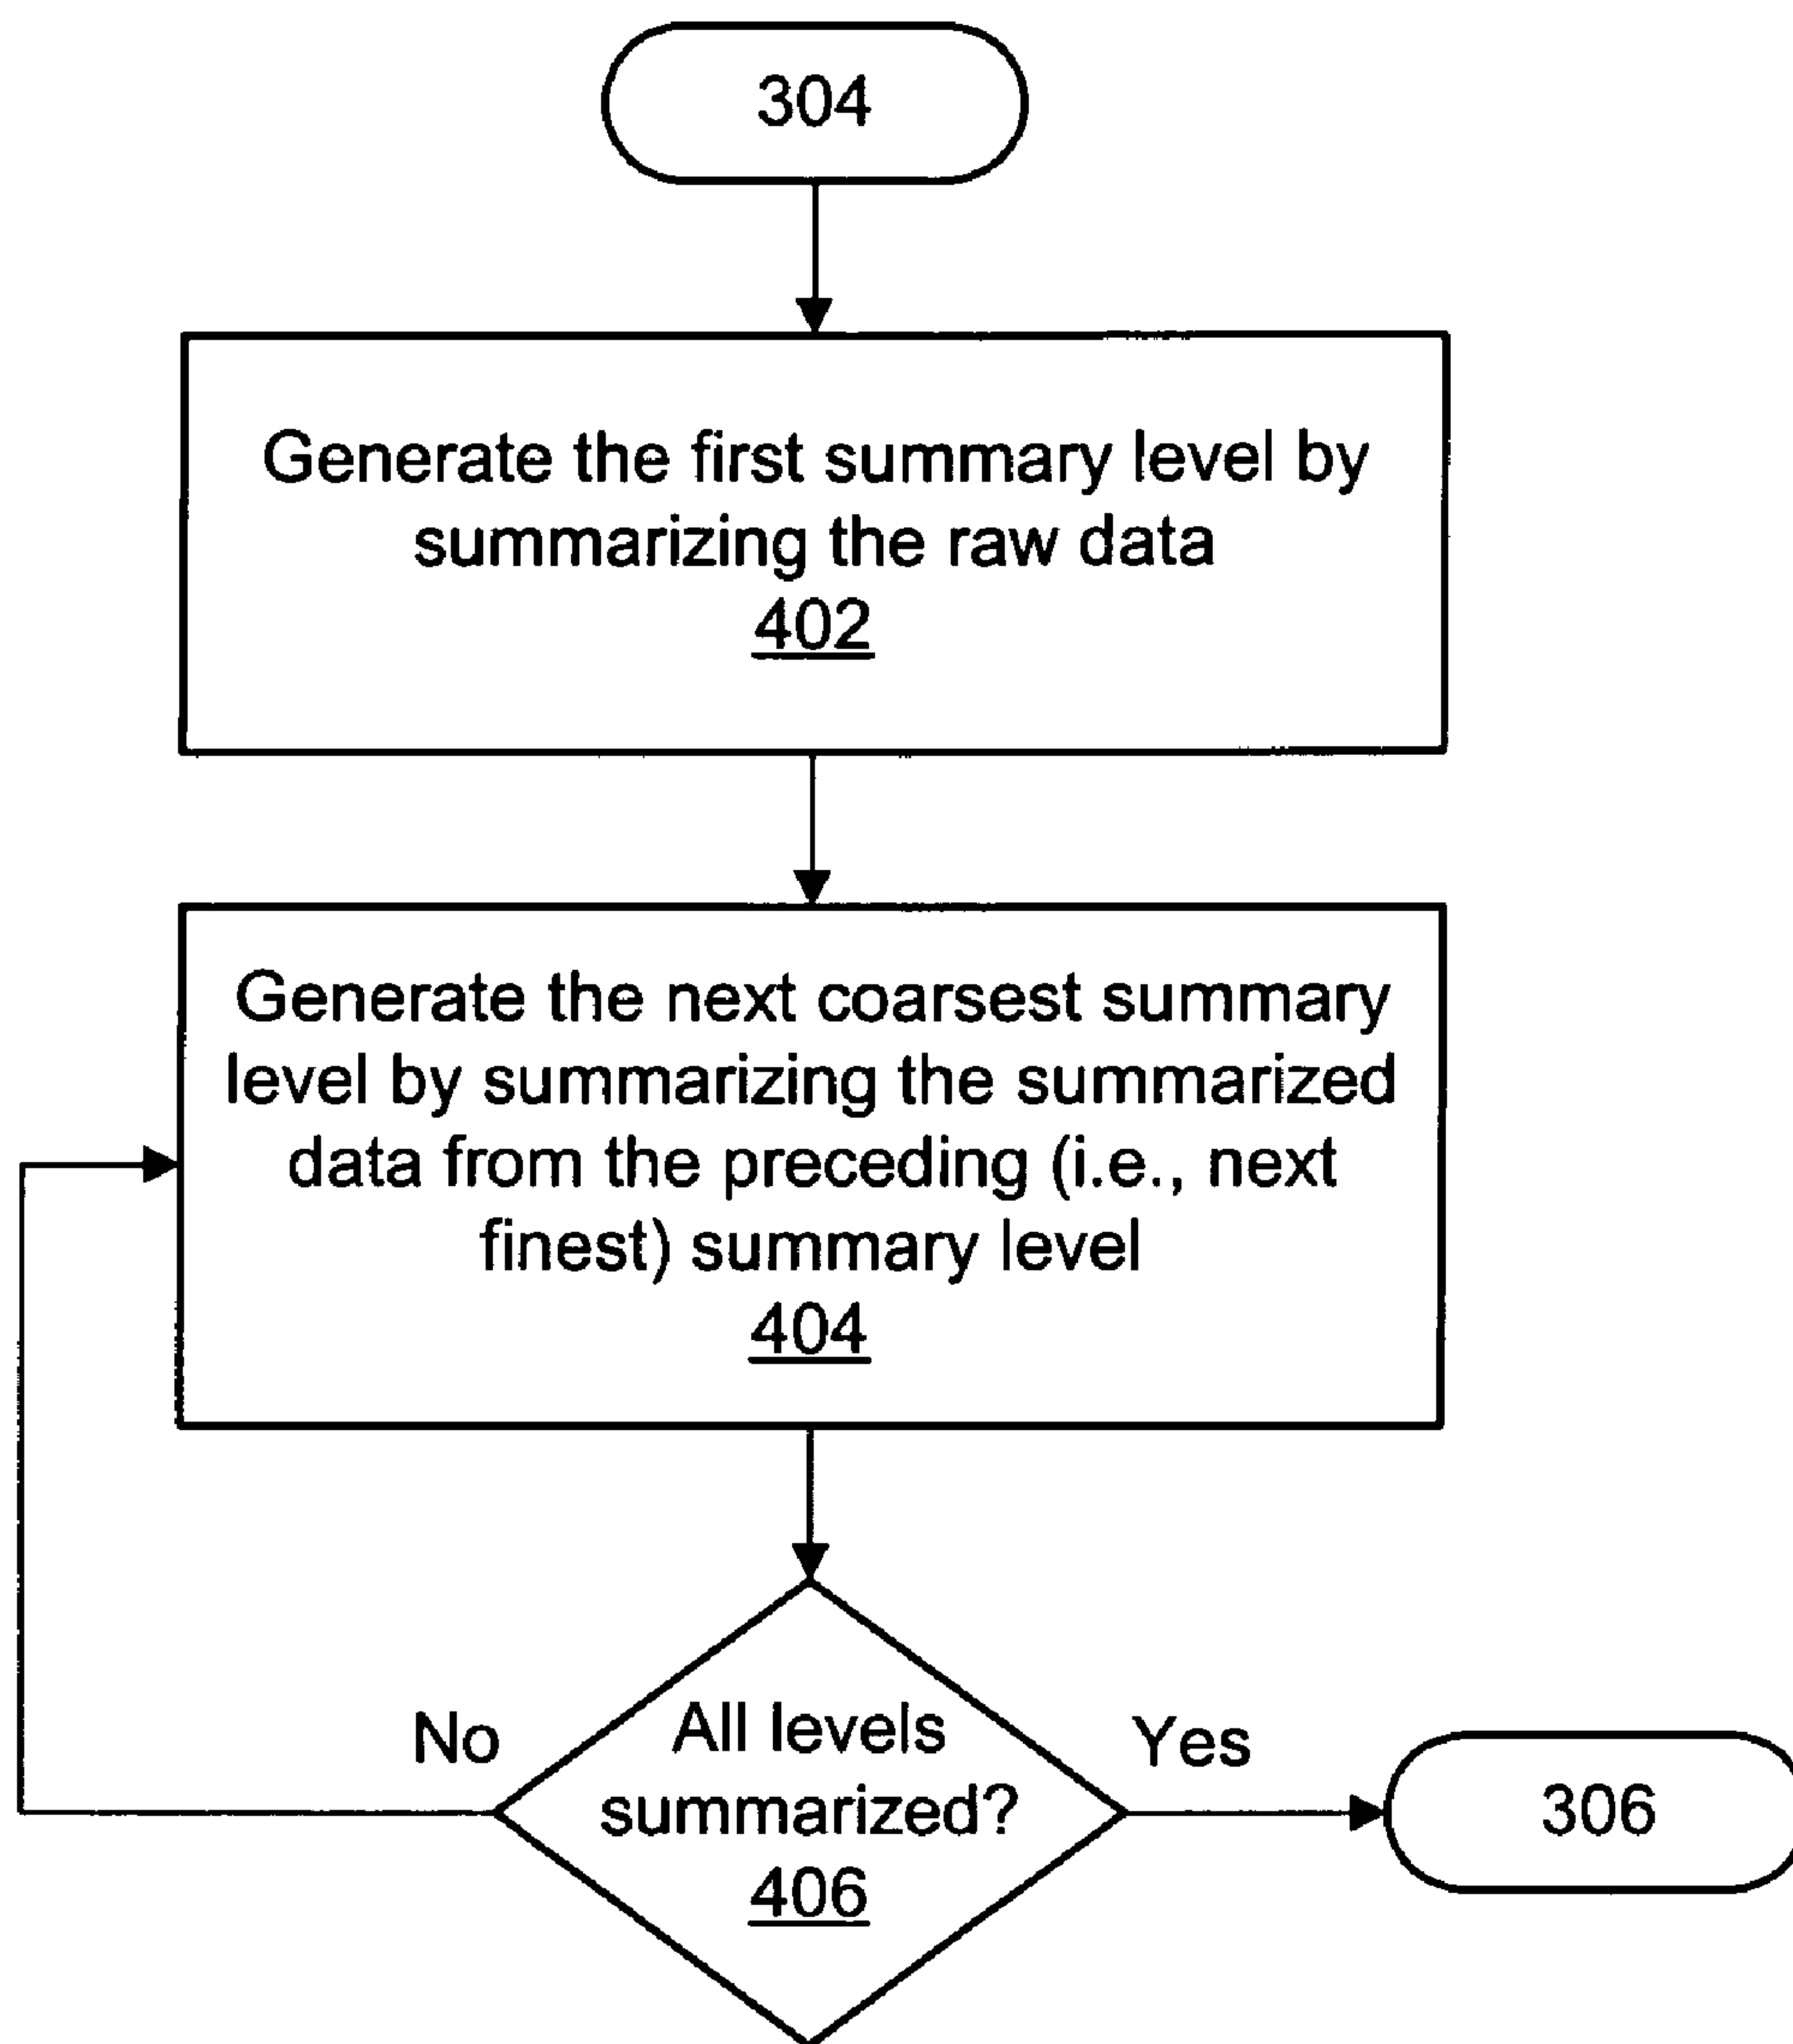 304
Generate the first summary level by
summarizing the raw data
402
Generate the next coarsest summary
level by summarizing the summarized
data from the preceding (i.e., next
finest) summary level
404
No
All levels
summarized?
406
Yes
306